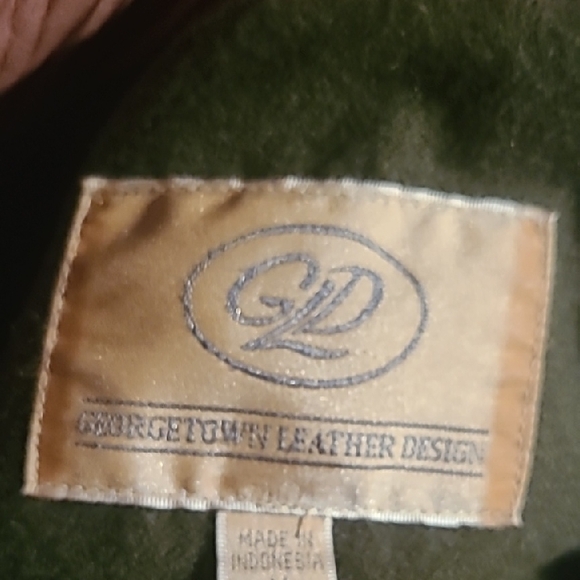 GLD
GEORGETOWN LEATHER DESIGN
MADE IN
INDONESIA